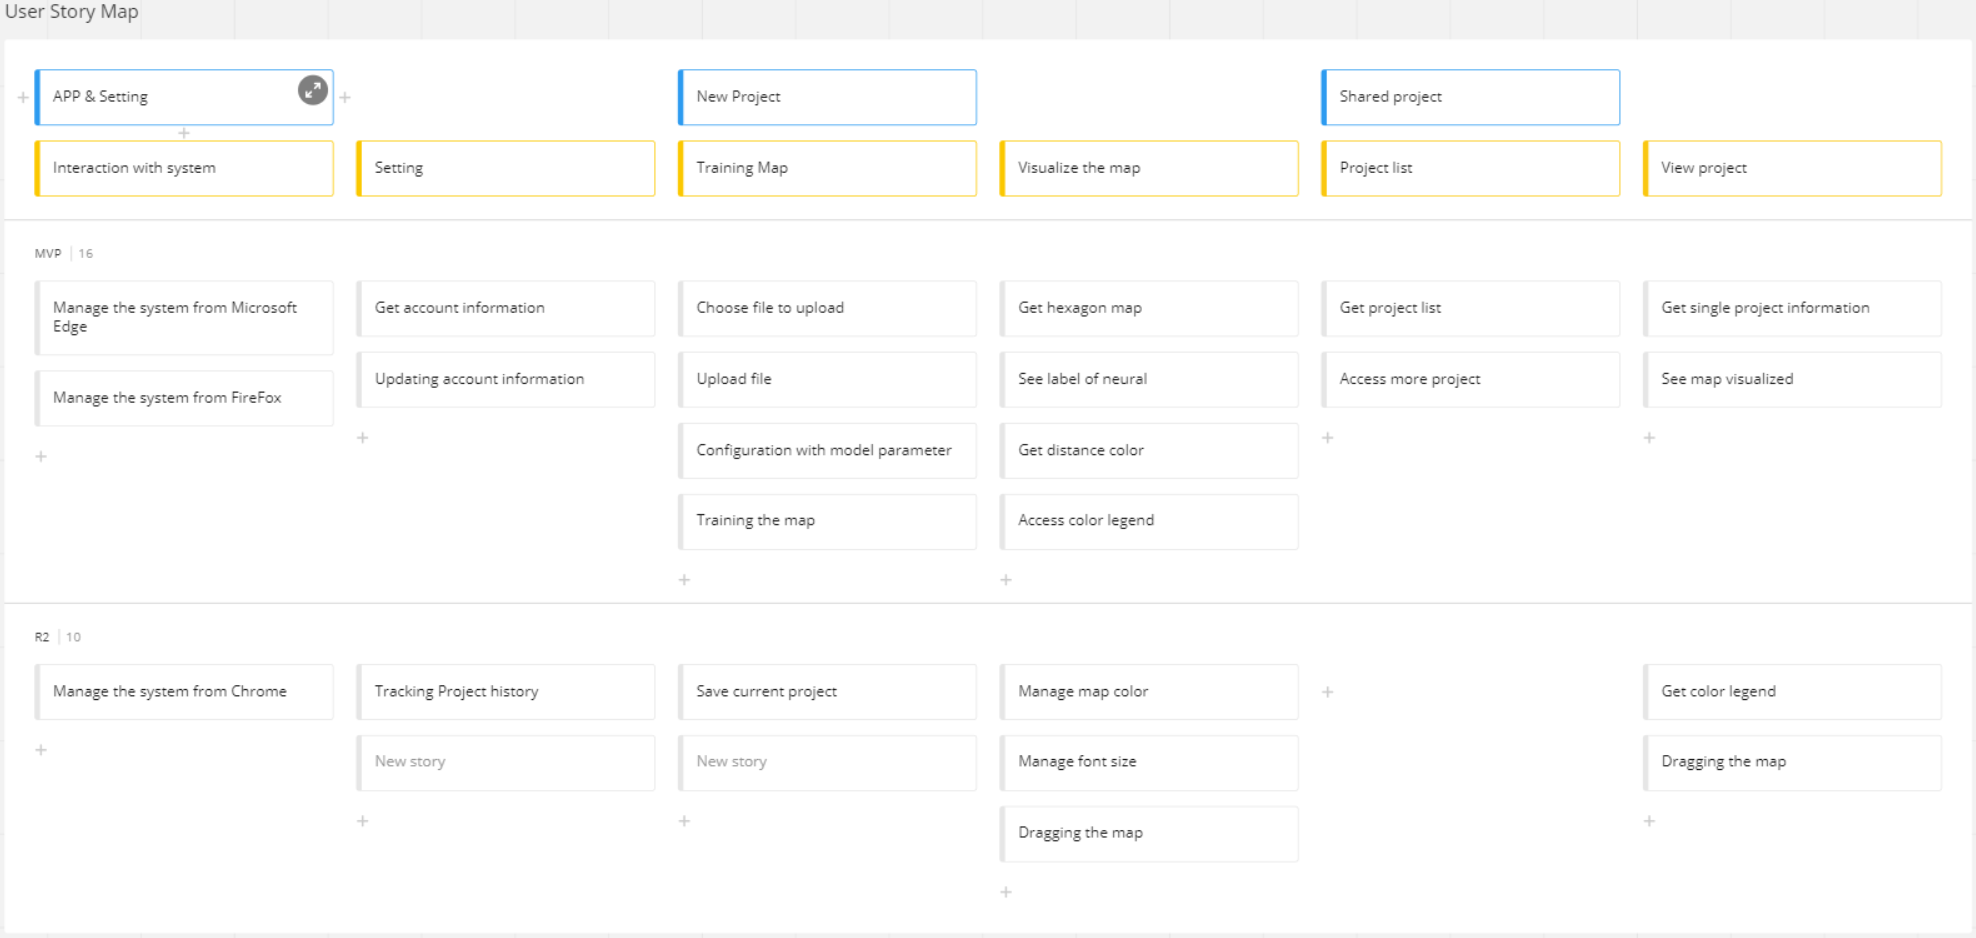 User Story Map
APP & Setting
New Project
Shared project
Interaction with system
Setting
Training Map
Visualize the map
Project list
View project
MVP | 16
Manage the system from Microsoft
Edge
Get account information
Choose file to upload
Get hexagon map
Get project list
Get single project information
Manage the system from FireFox
Updating account information
Upload file
See label of neural
Access more project
See map visualized
Configuration with model parameter
Get distance color
Training the map
Access color legend
R2 | 10
Manage the system from Chrome
Tracking Project history
Save current project
Manage map color
Get color legend
New story
New story
Manage font size
Dragging the map
Dragging the map